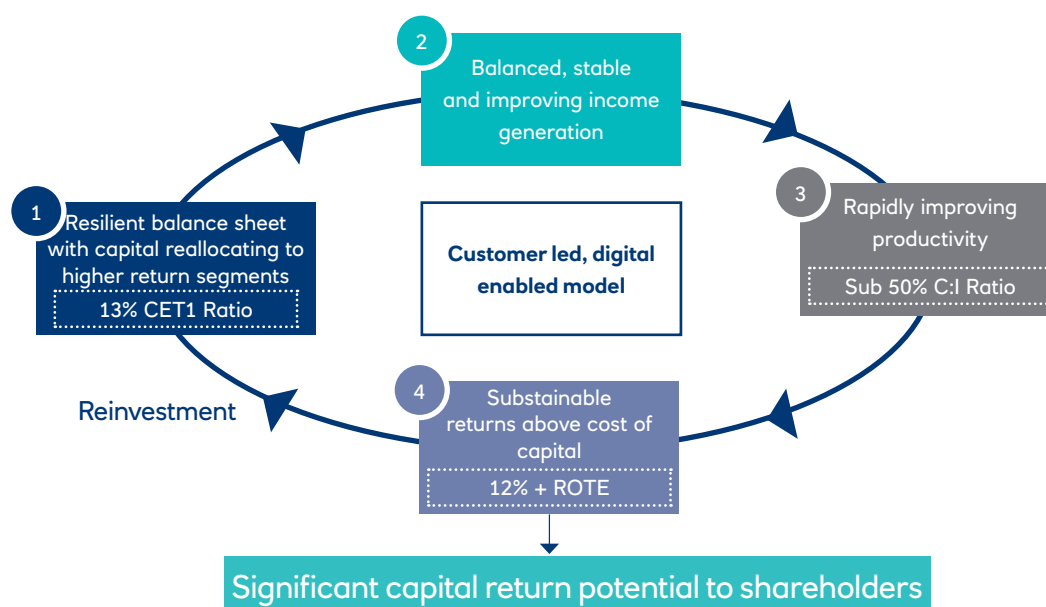 1
Resilient balance sheet
with capital reallocating to
higher return segments
13% CET1 Ratio
2
Balanced, stable
and improving income
generation
3
Rapidly improving
productivity
Sub 50% C:I Ratio
Customer led, digital
enabled model
4
Substainable
returns above cost of
capital
12% + ROTE
Reinvestment
Significant capital return potential to shareholders